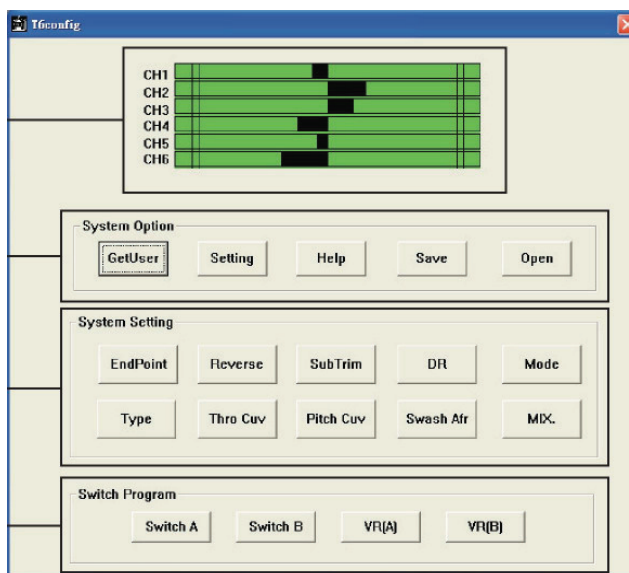 T6config
CH1
CH2
CH3
CH4
CH5
CH6
System Option
GetUser Setting Help Save Open
System Setting
EndPoint Reverse SubTrim DR Mode
Type Thro Cuv Pitch Cuv Swash Afr MIX.
Switch Program
Switch A Switch B VR(A) VR(B)